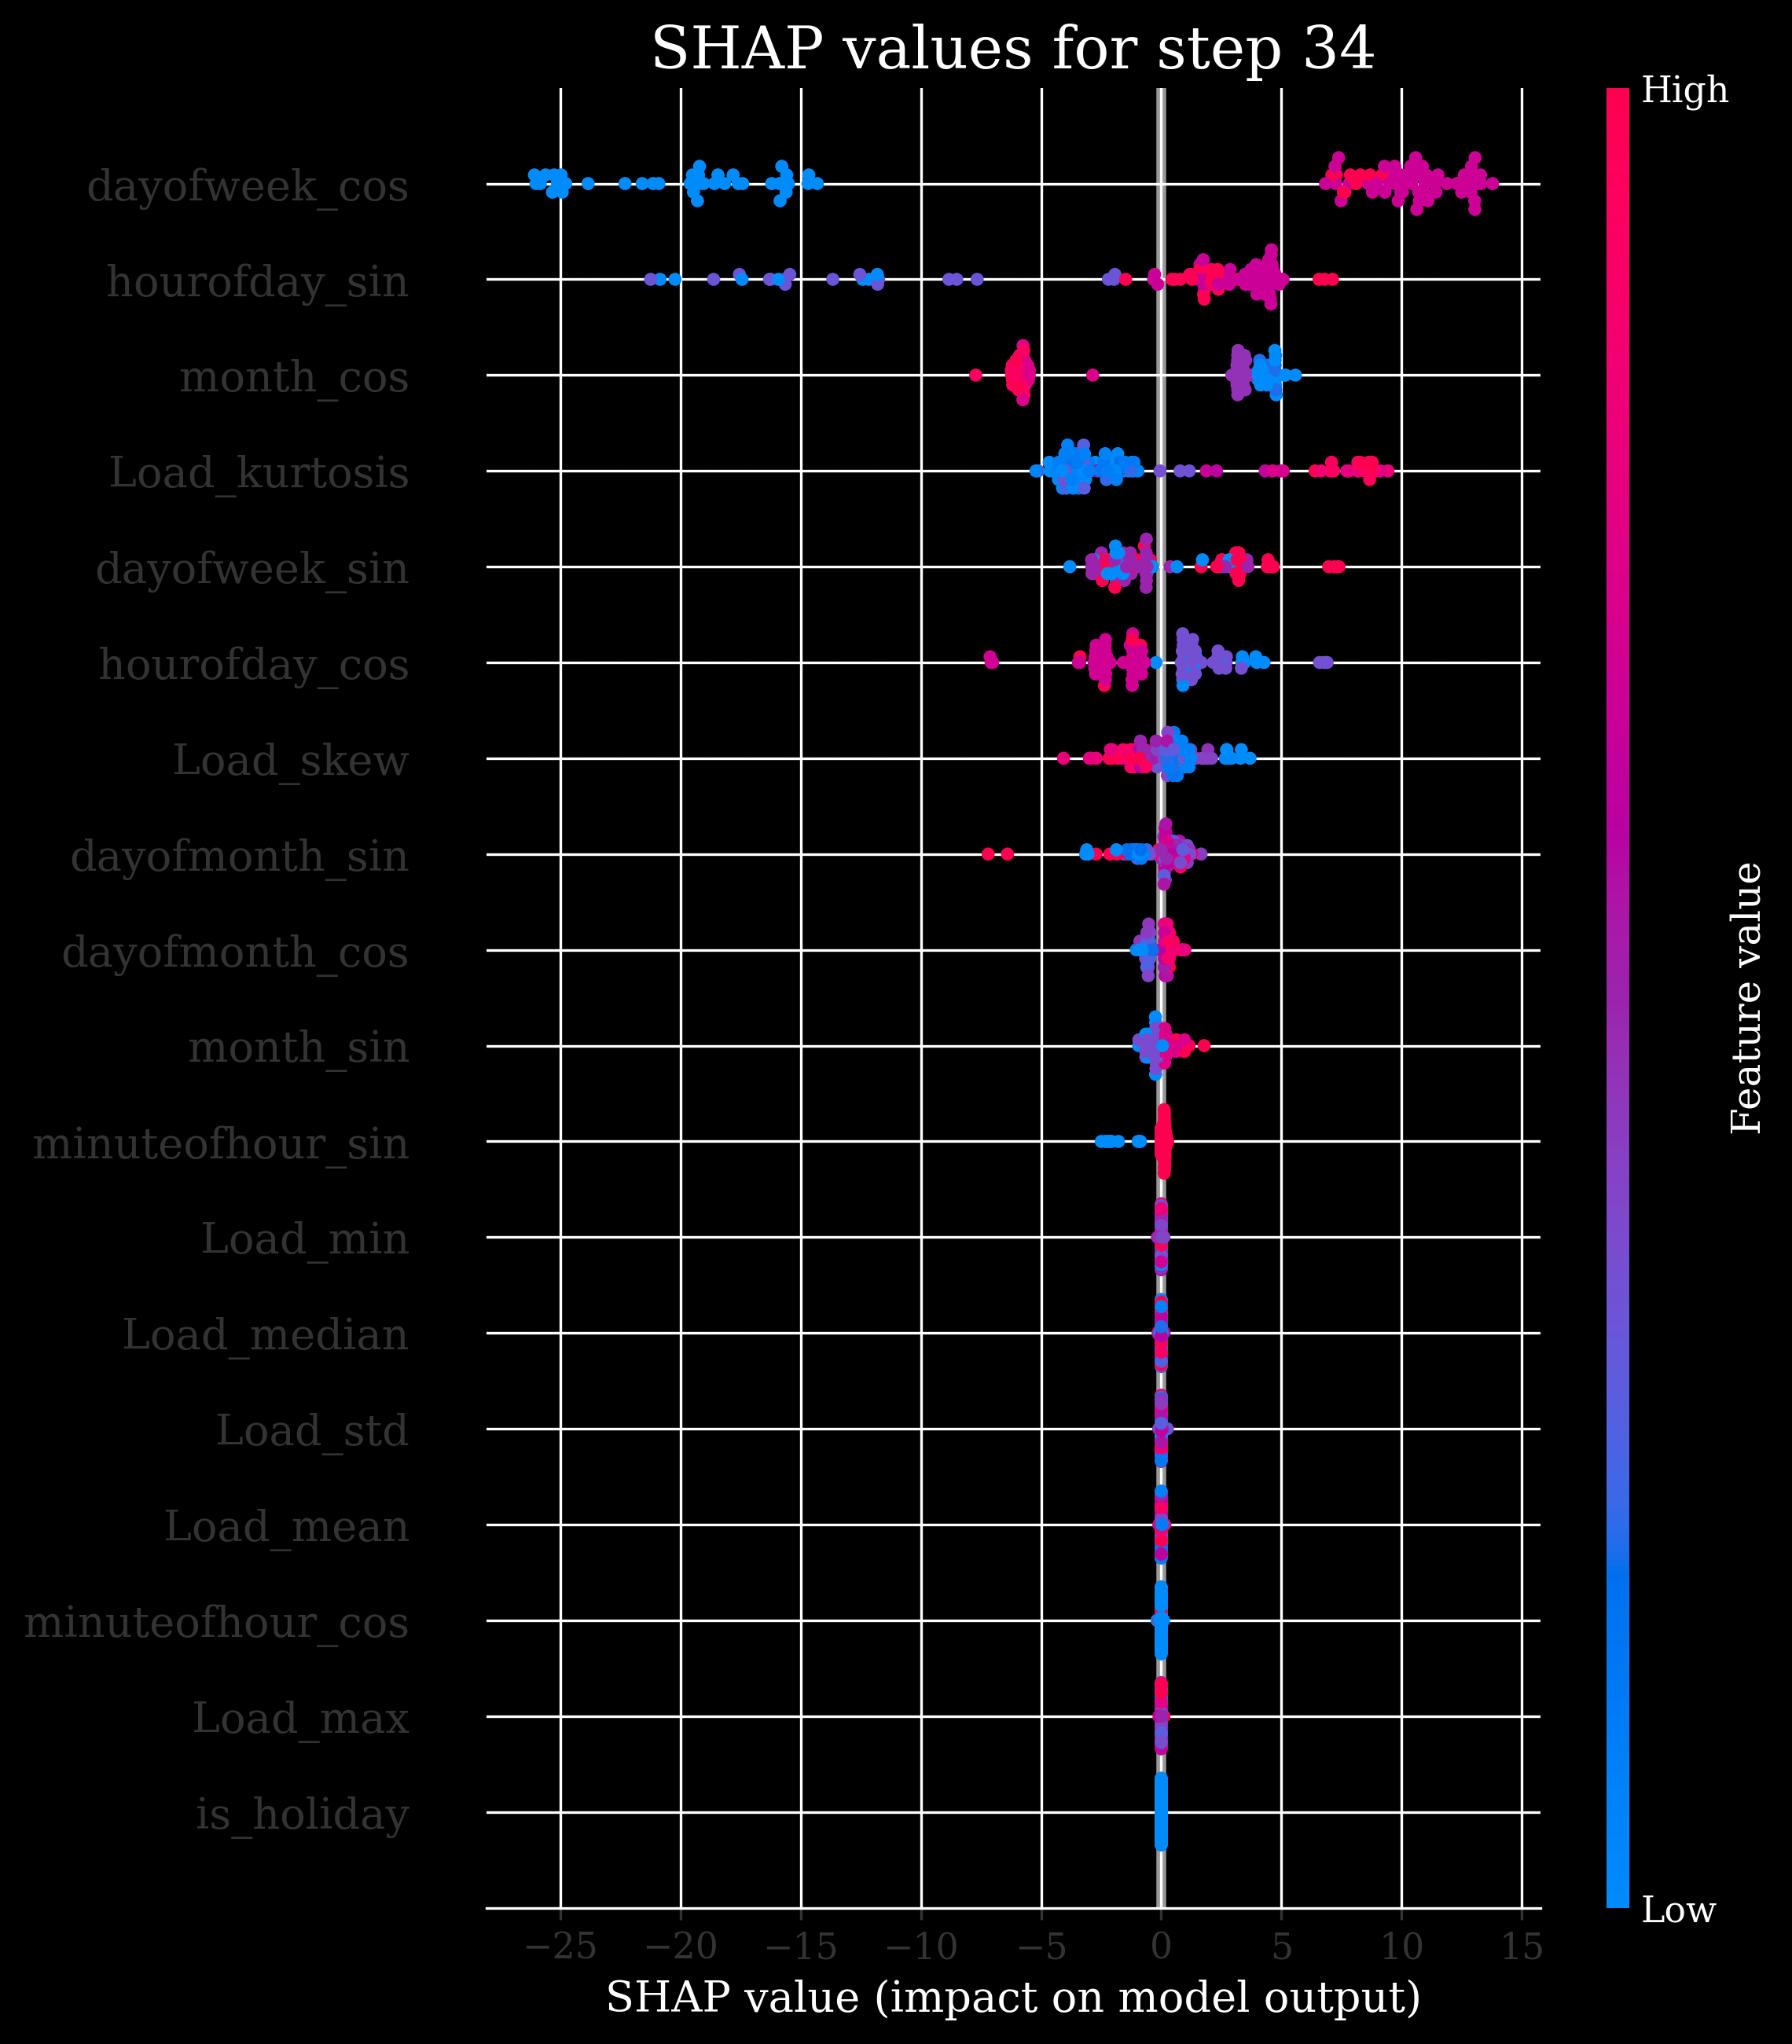 SHAP values for step 34
High
dayofweek_cos
hourofday_sin
month_cos
Load_kurtosis
dayofweek_sin
hourofday_cos
Load_skew
dayofmonth_sin
dayofmonth_cos
month_sin
minuteofhour_sin
Load_min
Load_median
Load_std
Load_mean
minuteofhour_cos
Load_max
is_holiday
Feature value
Low
−25 −20 −15 −10 −5 0 5 10 15
SHAP value (impact on model output)